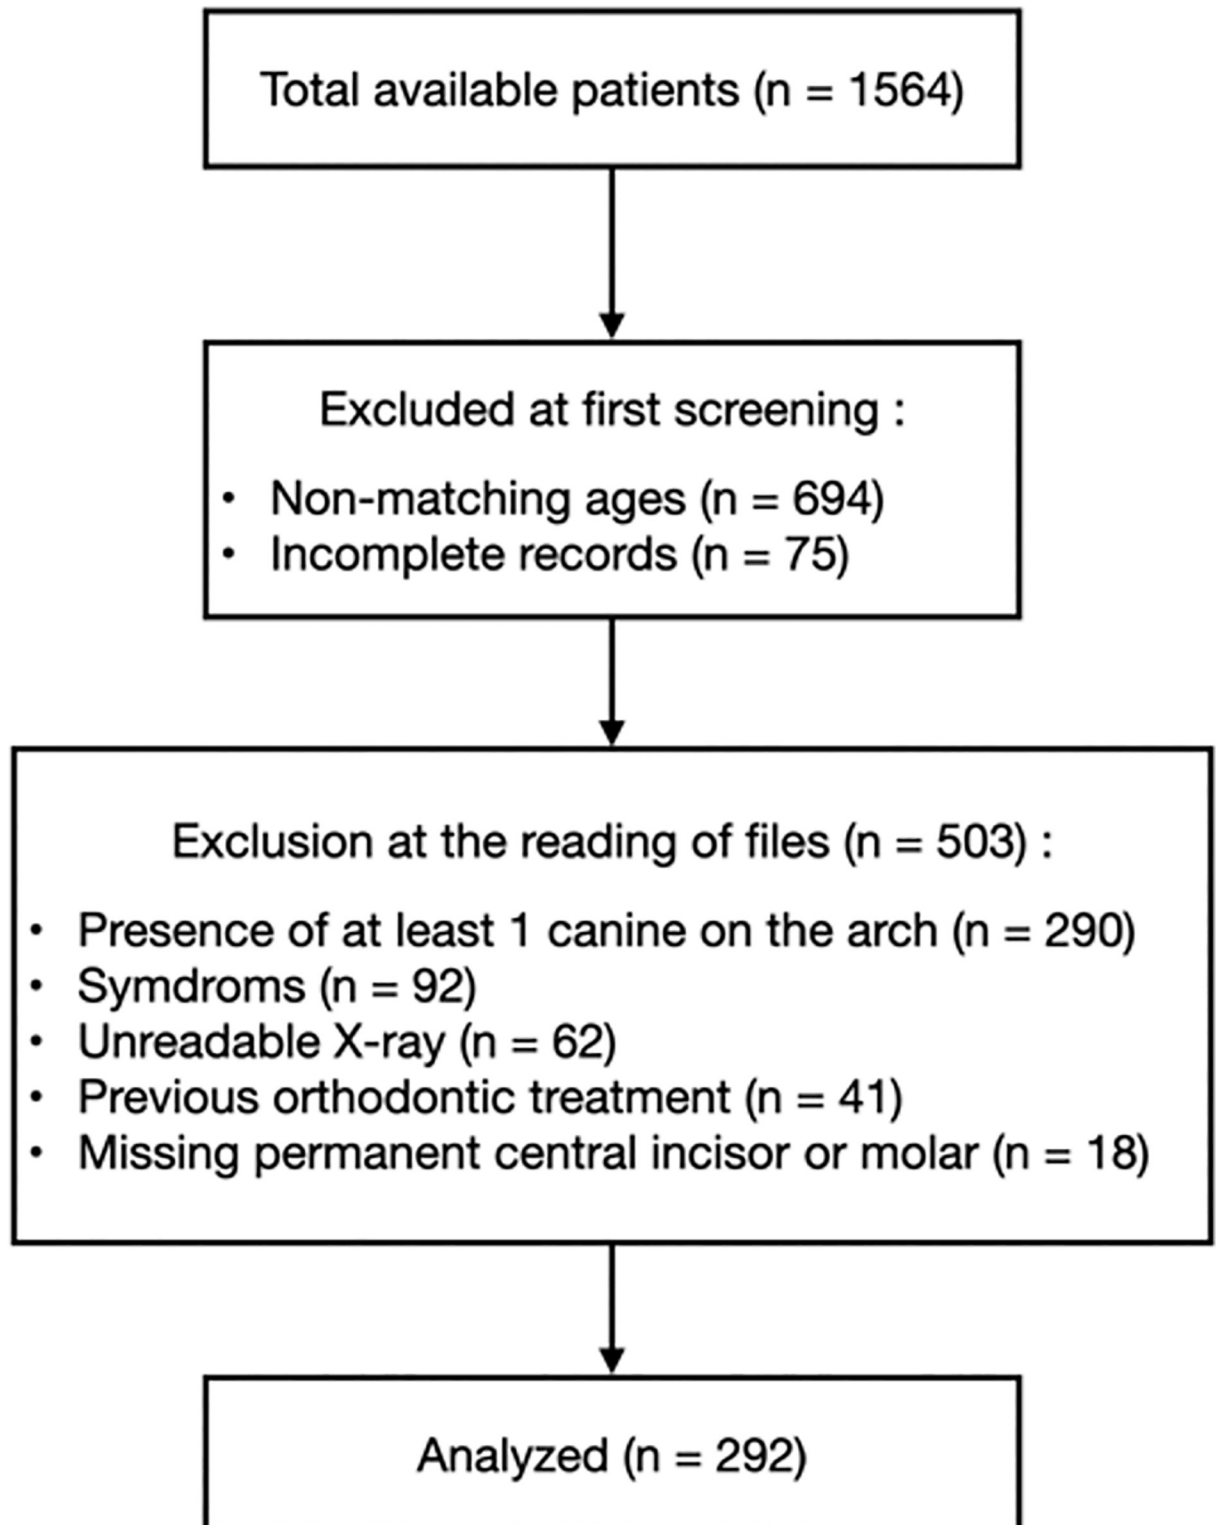 Total available patients (n = 1564)
Excluded at first screening :
• Non-matching ages (n = 694)
• Incomplete records (n = 75)
Exclusion at the reading of files (n = 503) :
• Presence of at least 1 canine on the arch (n = 290)
• Symdroms (n = 92)
• Unreadable X-ray (n = 62)
• Previous orthodontic treatment (n = 41)
• Missing permanent central incisor or molar (n = 18)
Analyzed (n = 292)